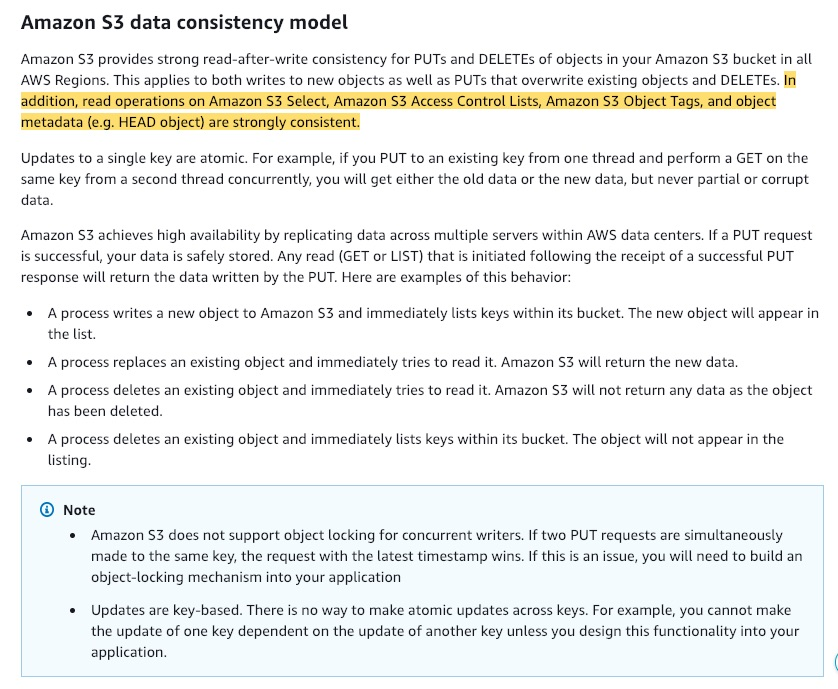 Amazon S3 data consistency model
Amazon S3 provides strong read-after-write consistency for PUTs and DELETEs of objects in your Amazon S3 bucket in all
AWS Regions. This applies to both writes to new objects as well as PUTs that overwrite existing objects and DELETEs. In
addition, read operations on Amazon S3 Select, Amazon S3 Access Control Lists, Amazon S3 Object Tags, and object
metadata (e.g. HEAD object) are strongly consistent.
Updates to a single key are atomic. For example, if you PUT to an existing key from one thread and perform a GET on the
same key from a second thread concurrently, you will get either the old data or the new data, but never partial or corrupt
data.
Amazon S3 achieves high availability by replicating data across multiple servers within AWS data centers. If a PUT request
is successful, your data is safely stored. Any read (GET or LIST) that is initiated following the receipt of a successful PUT
response will return the data written by the PUT. Here are examples of this behavior:
• A process writes a new object to Amazon S3 and immediately lists keys within its bucket. The new object will appear in
the list.
• A process replaces an existing object and immediately tries to read it. Amazon S3 will return the new data.
• A process deletes an existing object and immediately tries to read it. Amazon S3 will not return any data as the object
has been deleted.
• A process deletes an existing object and immediately lists keys within its bucket. The object will not appear in the
listing.
Note
• Amazon S3 does not support object locking for concurrent writers. If two PUT requests are simultaneously
made to the same key, the request with the latest timestamp wins. If this is an issue, you will need to build an
object-locking mechanism into your application
• Updates are key-based. There is no way to make atomic updates across keys. For example, you cannot make
the update of one key dependent on the update of another key unless you design this functionality into your
application.